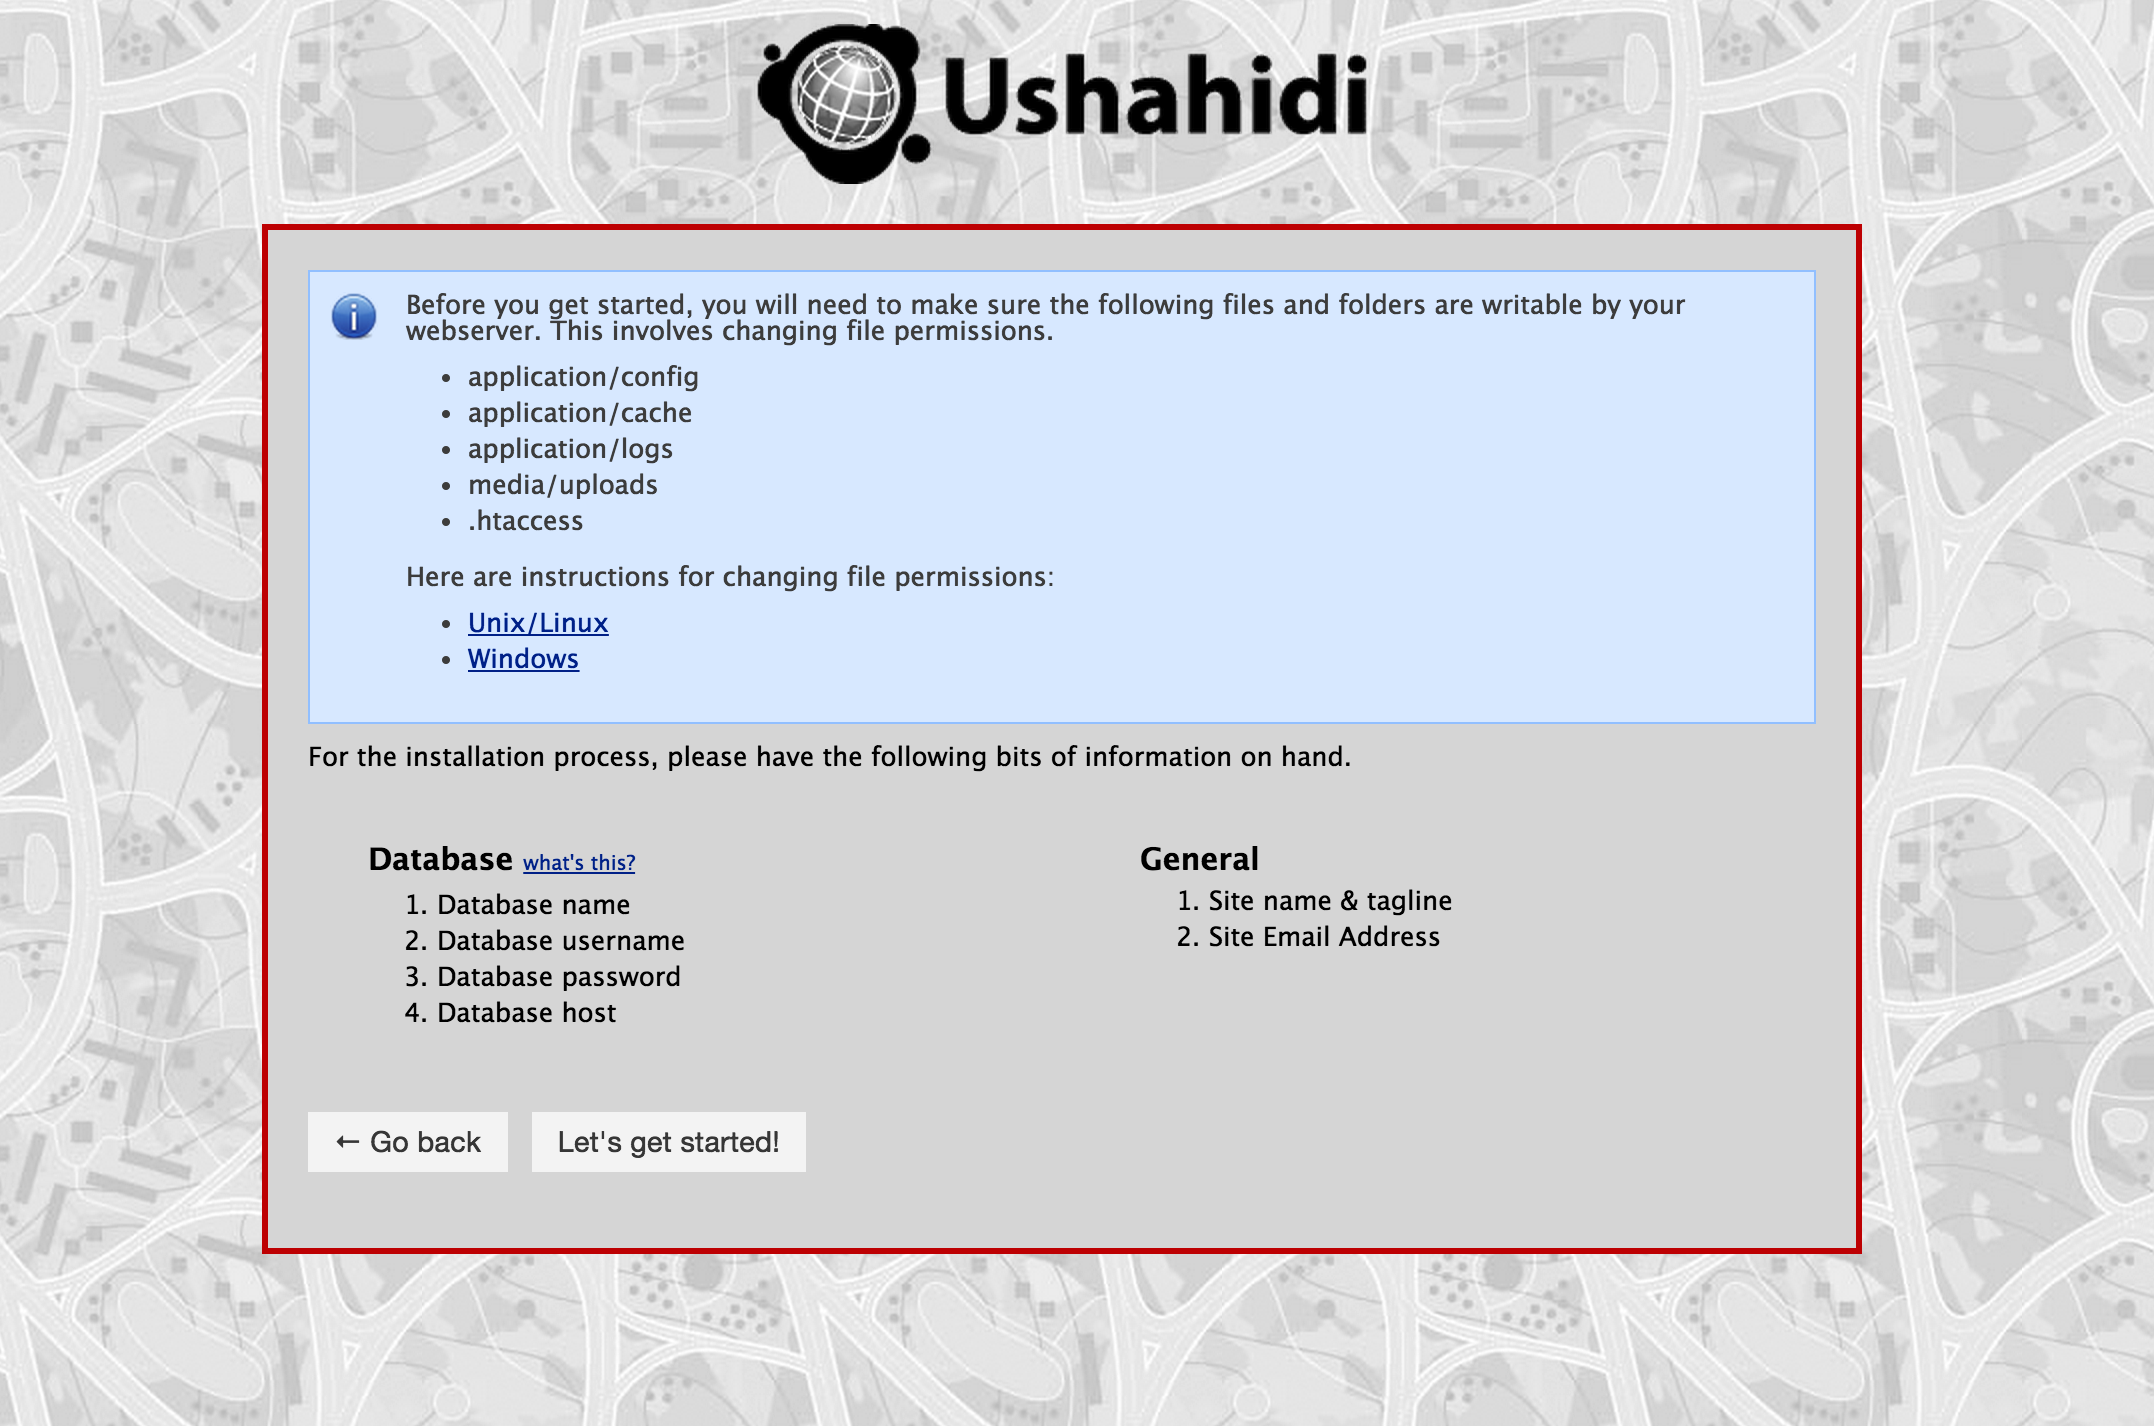 Ushahidi
Before you get started, you will need to make sure the following files and folders are writable by your
webserver. This involves changing file permissions.
• application/config
• application/cache
• application/logs
• media/uploads
• .htaccess
Here are instructions for changing file permissions:
• Unix/Linux
• Windows
For the installation process, please have the following bits of information on hand.
Database what's this?
1. Database name
2. Database username
3. Database password
4. Database host
General
1. Site name & tagline
2. Site Email Address
← Go back
Let's get started!